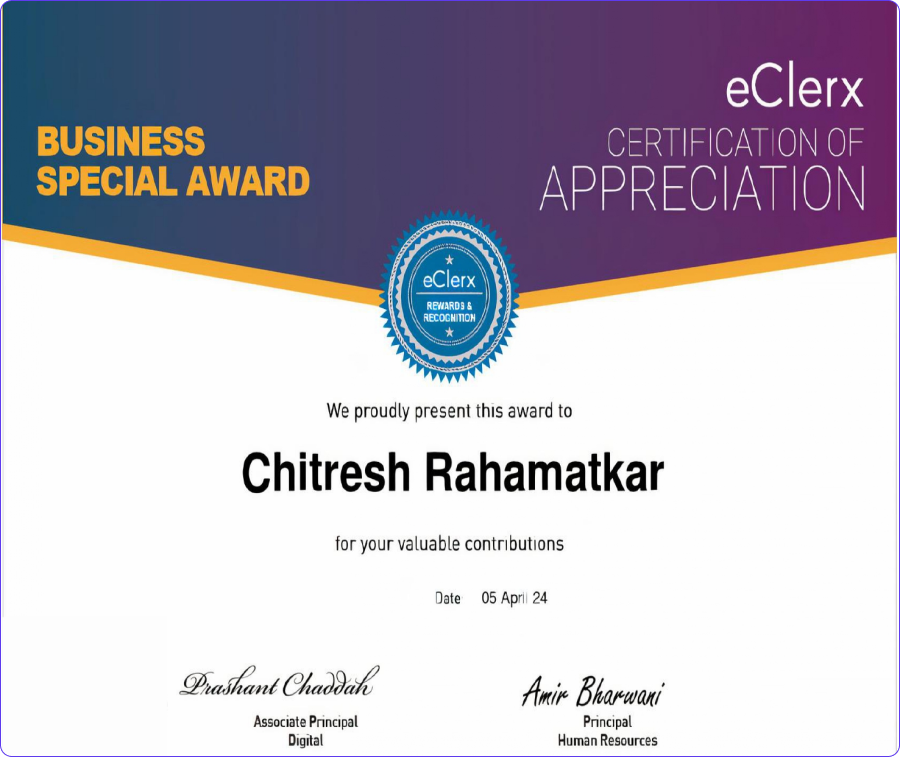 eClerx
BUSINESS
SPECIAL AWARD
CERTIFICATION OF
APPRECIATION
eClerx
REWARDS &
RECOGNITION
We proudly present this award to
Chitresh Rahamatkar
for your valuable contributions
Date 05 April 24
Prashant Chaddah
Associate Principal
Digital
Amir Bharwani
Principal
Human Resources